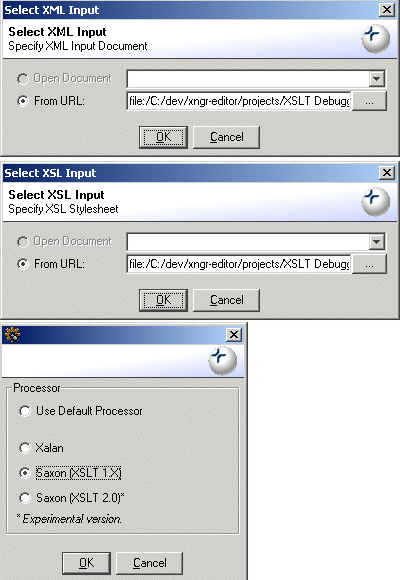 Select XML Input
Select XML Input
Specify XML Input Document
Open Document
From URL: file:/C:/dev/xngr-editor/projects/XSLT Debugg ...
OK Cancel
Select XSL Input
Select XSL Input
Specify XSL Stylesheet
Open Document
From URL: file:/C:/dev/xngr-editor/projects/XSLT Debugg ...
OK Cancel
Processor
Use Default Processor
Xalan
Saxon (XSLT 1.X)
Saxon (XSLT 2.0)*
* Experimental version.
OK Cancel